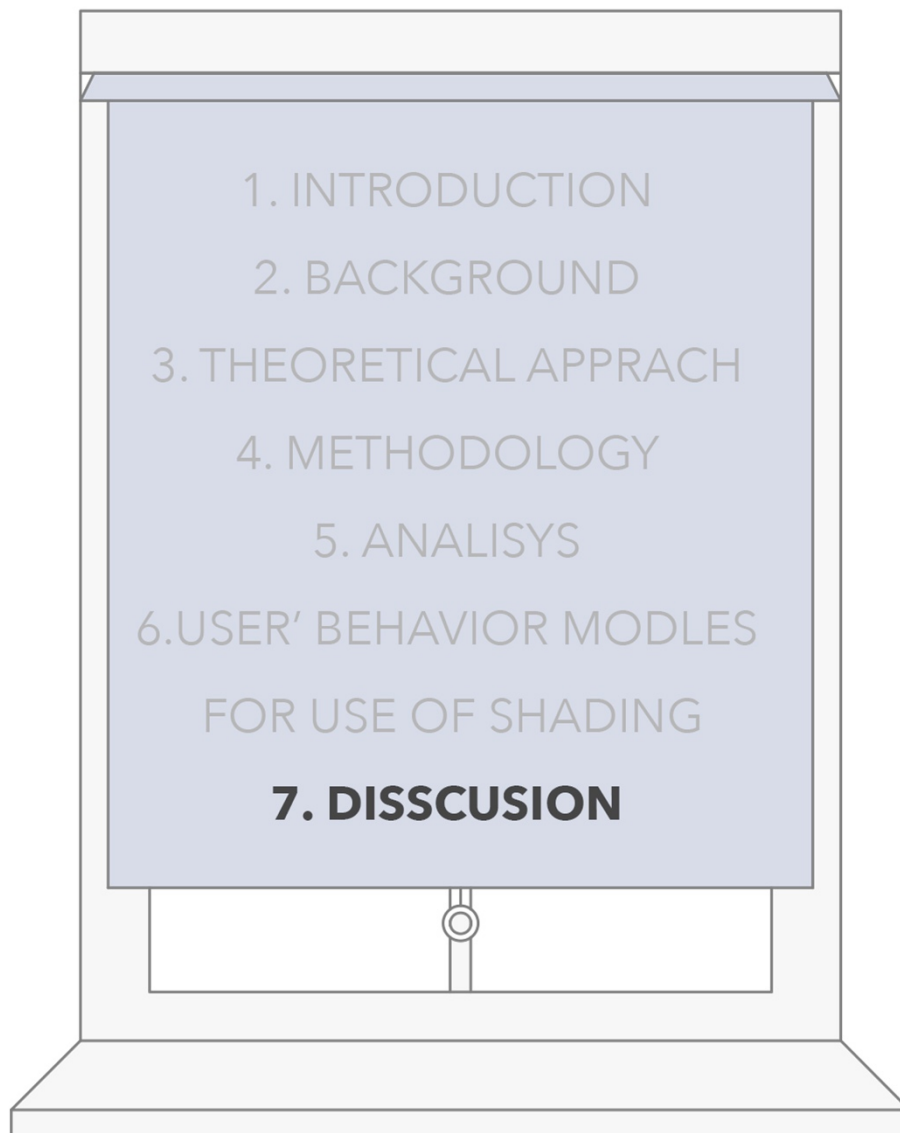 1. INTRODUCTION
2. BACKGROUND
3. THEORETICAL APPRACH
4. METHODOLOGY
5. ANALISYS
6.USER’ BEHAVIOR MODLES
FOR USE OF SHADING
7. DISSCUSION